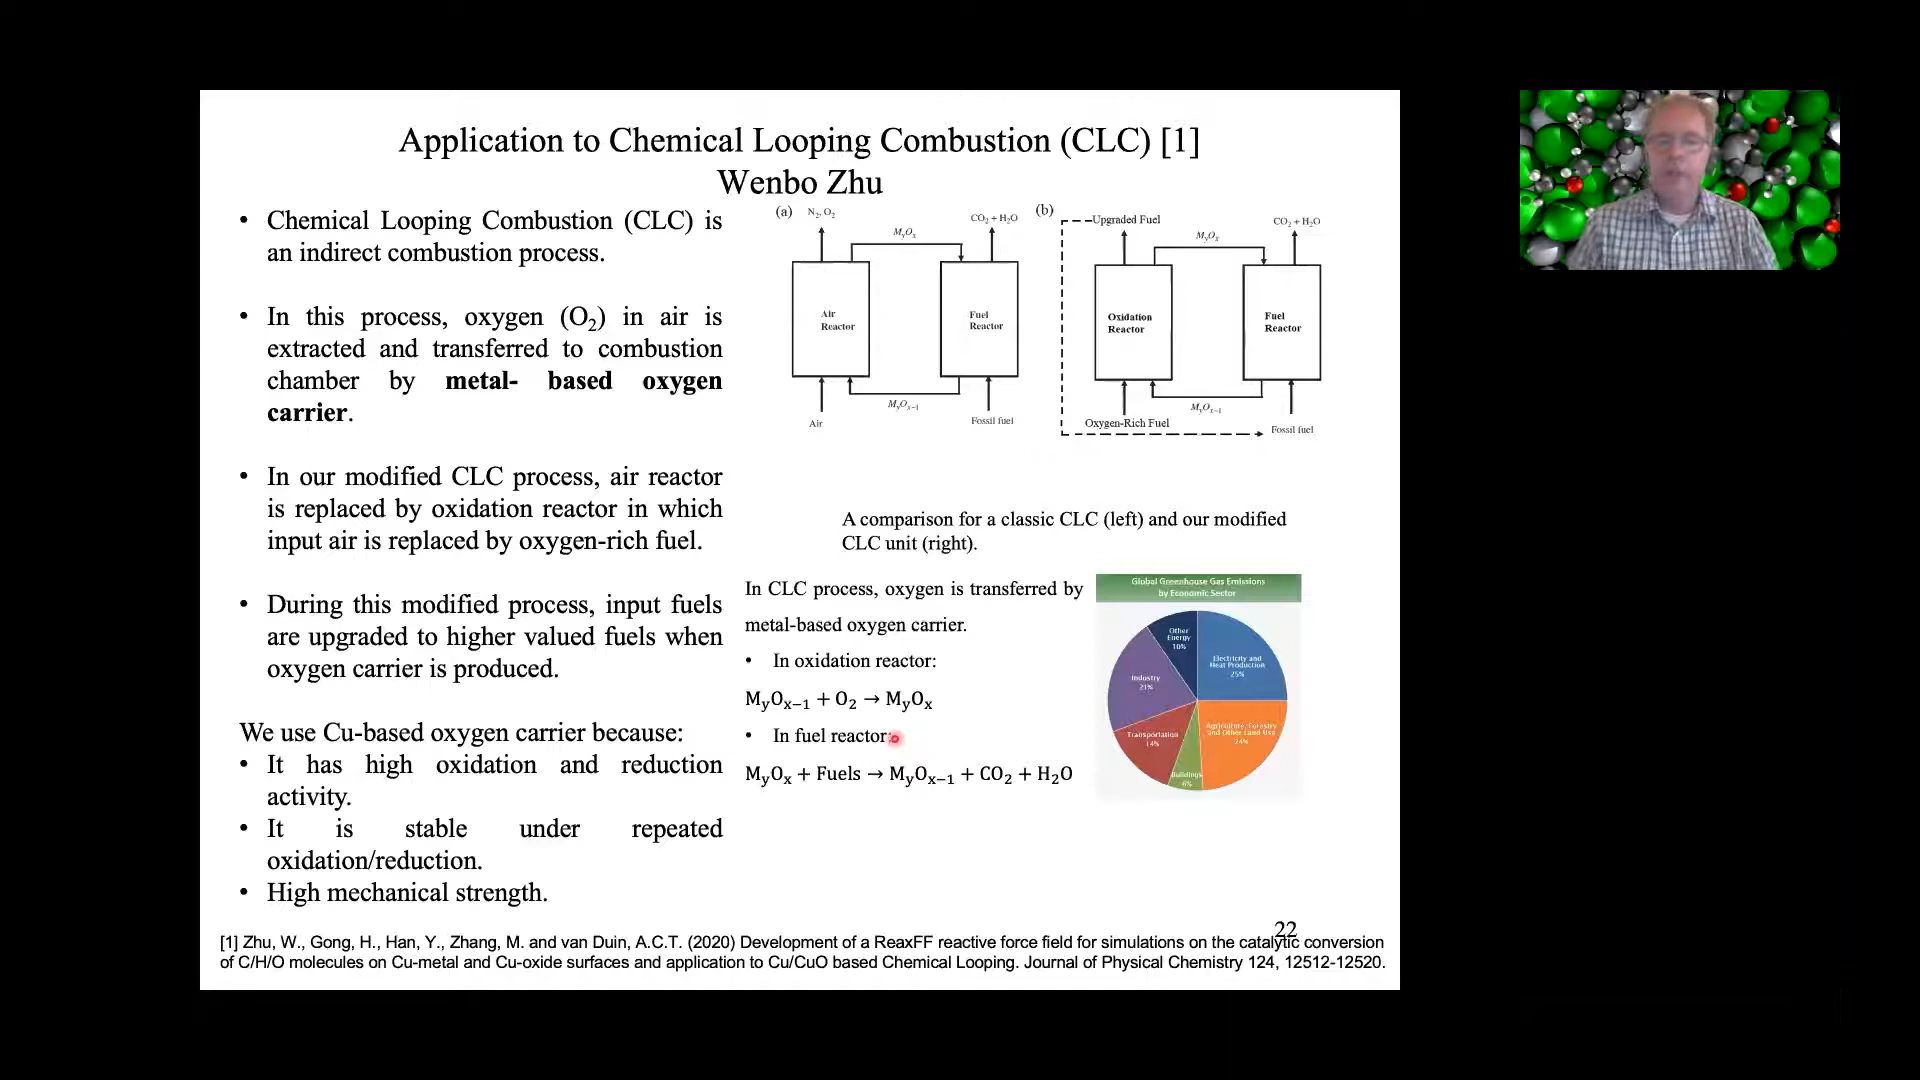 Application to Chemical Looping Combustion (CLC) [1]
Wenbo Zhu
• Chemical Looping Combustion (CLC) is
an indirect combustion process.
• In this process, oxygen (O₂) in air is
extracted and transferred to combustion
chamber by metal- based oxygen
carrier.
• In our modified CLC process, air reactor
is replaced by oxidation reactor in which
input air is replaced by oxygen-rich fuel.
• During this modified process, input fuels
are upgraded to higher valued fuels when
oxygen carrier is produced.
We use Cu-based oxygen carrier because:
• It has high oxidation and reduction
activity.
• It is stable under repeated
oxidation/reduction.
• High mechanical strength.
(a)
N₂, O₂
CO₂ + H₂O
MyOx
Air
Reactor
Fuel
Reactor
MyOx−1
Air
Fossil fuel
(b)
Upgraded Fuel
CO₂ + H₂O
MyOx
Oxidation
Reactor
Fuel
Reactor
MyOx−1
Oxygen-Rich Fuel
Fossil fuel
A comparison for a classic CLC (left) and our modified
CLC unit (right).
In CLC process, oxygen is transferred by
metal-based oxygen carrier.
• In oxidation reactor:
MyOx−1 + O₂ → MyOx
• In fuel reactor:
MyOx + Fuels → MyOx−1 + CO₂ + H₂O
Global Greenhouse Gas Emissions
by Economic Sector
Other
Energy
10%
Electricity and
Heat Production
25%
Industry
21%
Agriculture, Forestry
and Other Land Use
24%
Transportation
14%
Buildings
6%
22
[1] Zhu, W., Gong, H., Han, Y., Zhang, M. and van Duin, A.C.T. (2020) Development of a ReaxFF reactive force field for simulations on the catalytic conversion
of C/H/O molecules on Cu-metal and Cu-oxide surfaces and application to Cu/CuO based Chemical Looping. Journal of Physical Chemistry 124, 12512-12520.